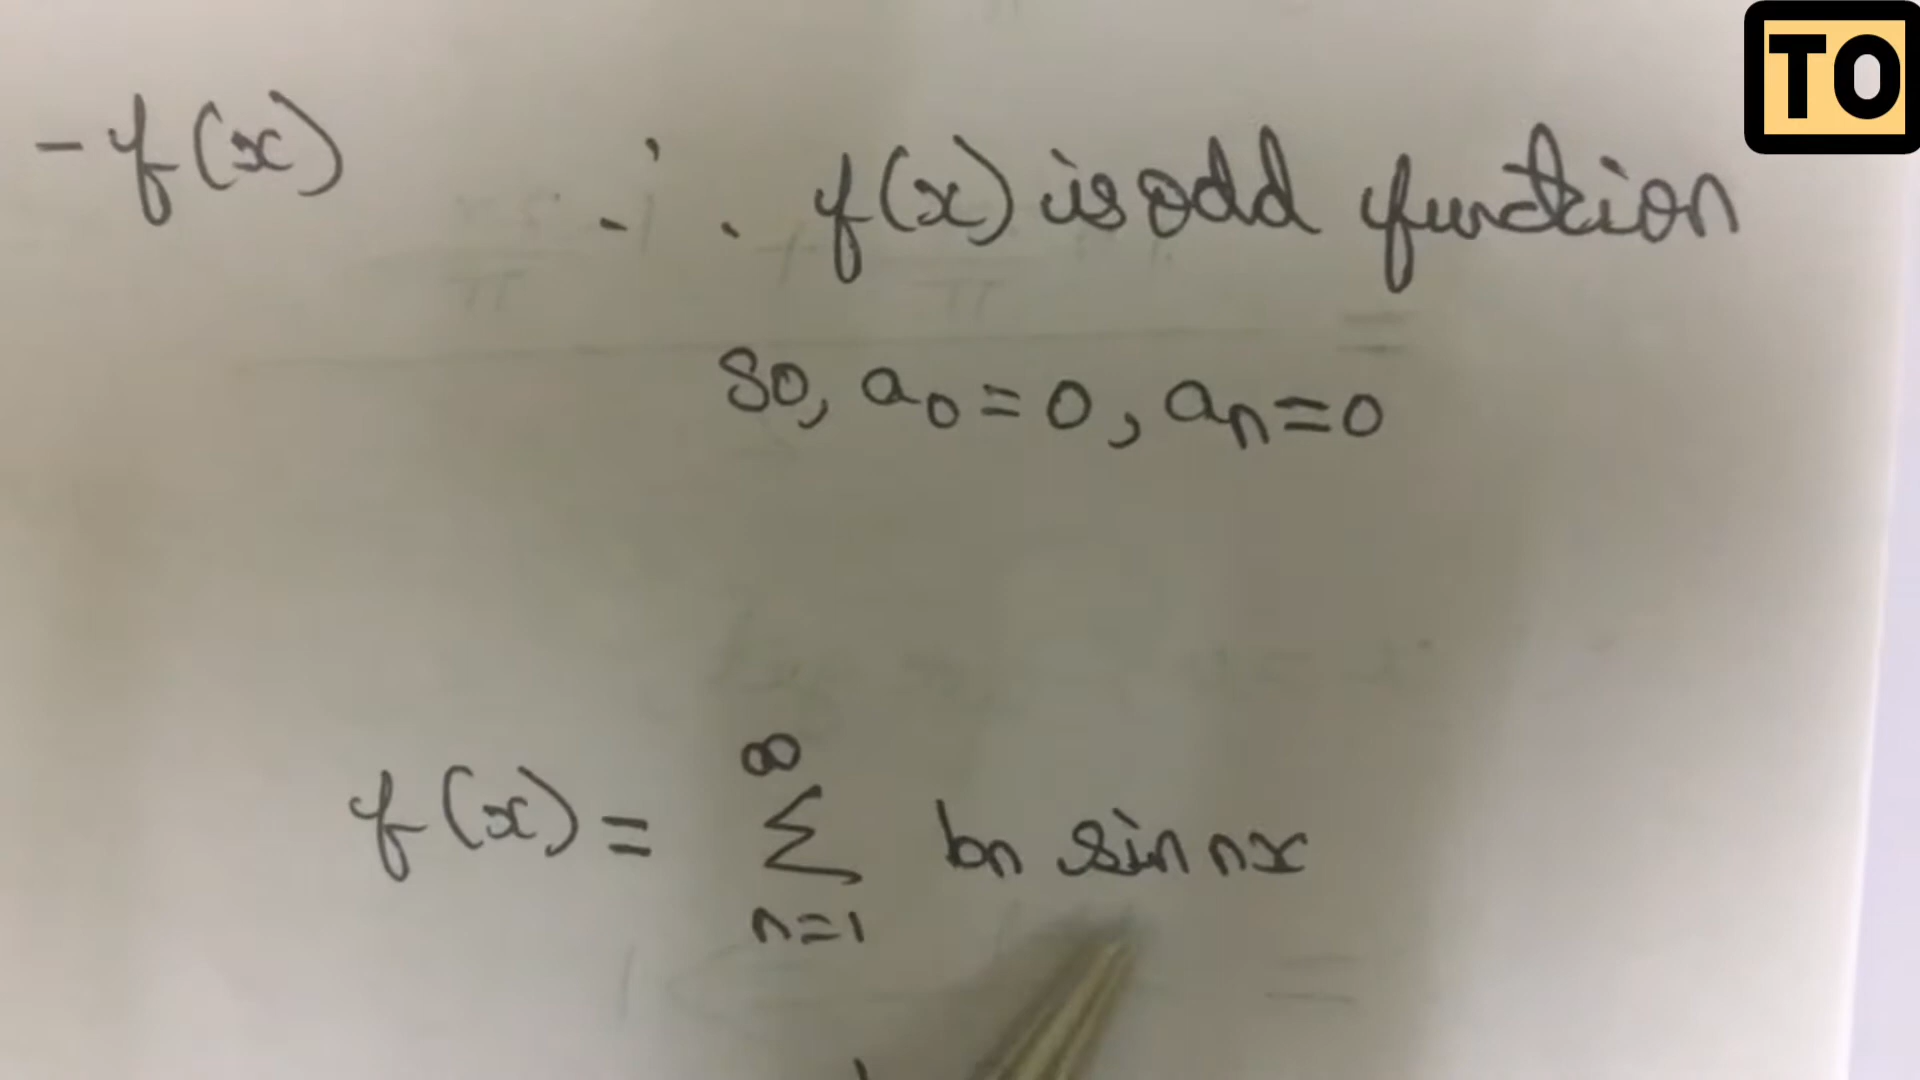 TO
- f(x) ∴ f(x) is odd function
So, a₀ = 0, aₙ = 0
f(x) = ∞ Σ n=1 bn sin nx